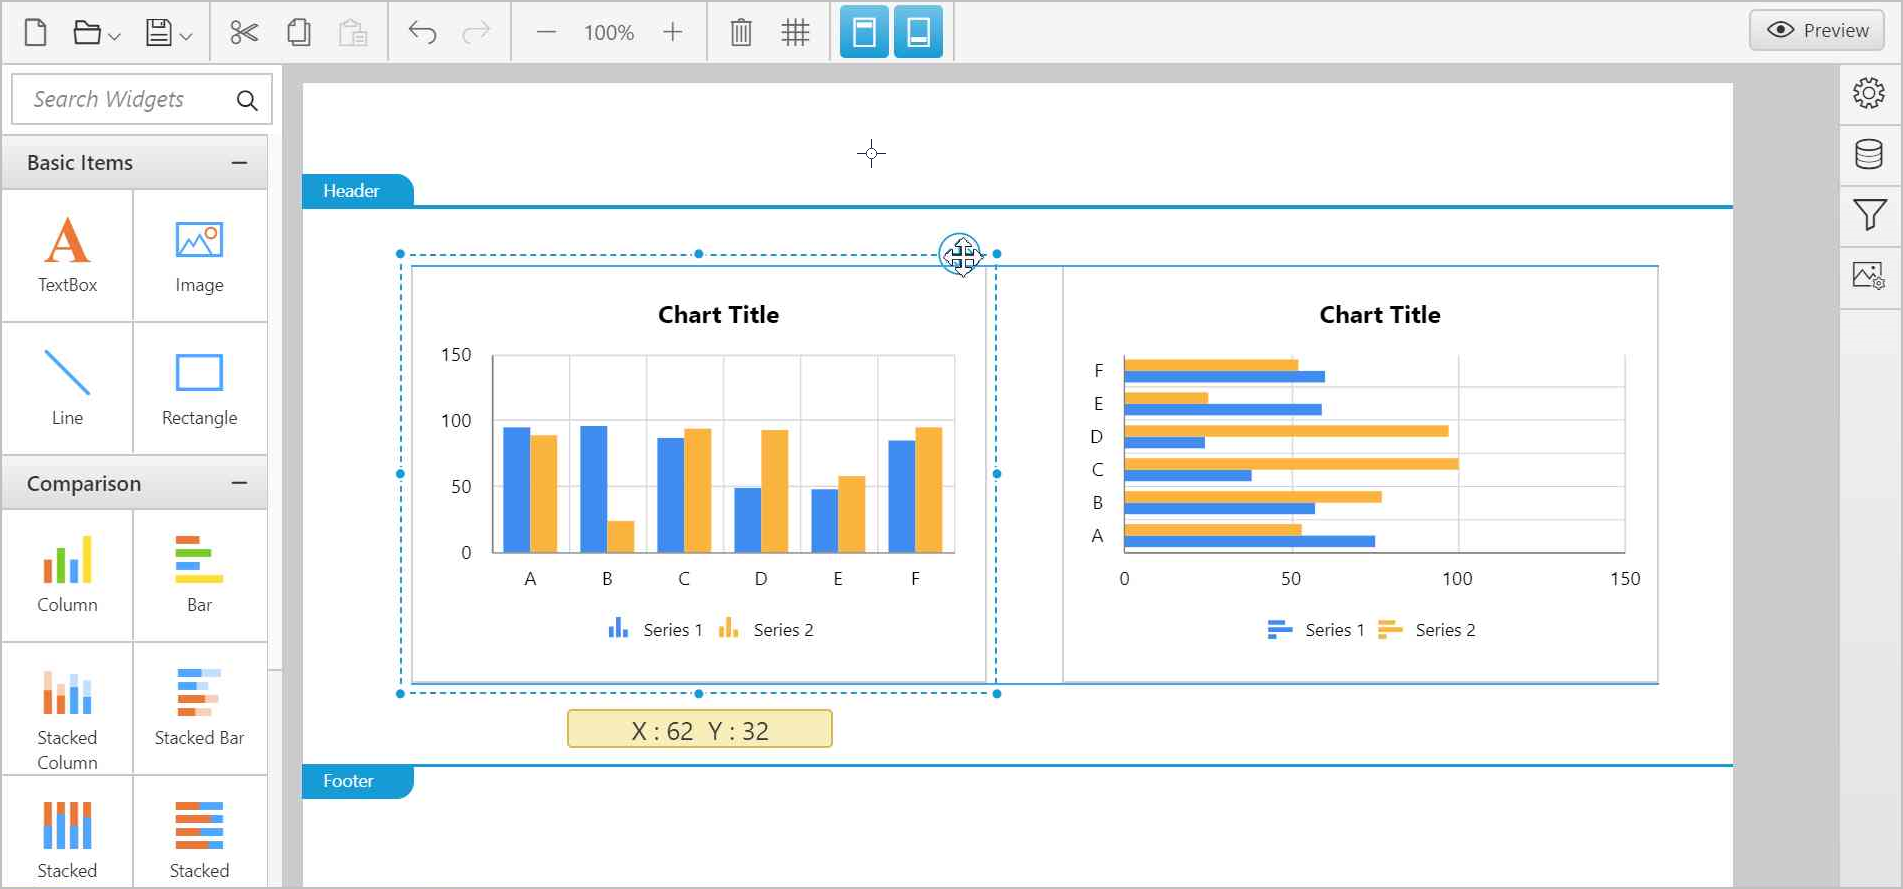 100%
Preview
Search Widgets
Basic Items
TextBox
Image
Line
Rectangle
Comparison
Column
Bar
Stacked
Column
Stacked Bar
Stacked
Stacked
Header
Chart Title
150
100
50
0
A B C D E F
Series 1 Series 2
X : 62 Y : 32
Chart Title
F
E
D
C
B
A
0 50 100 150
Series 1 Series 2
Footer